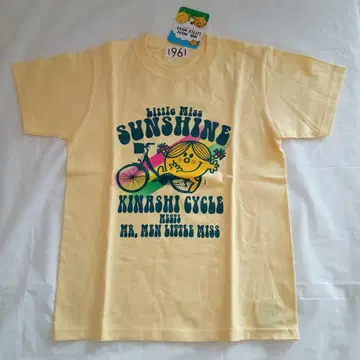 1961
Little Miss
SUNSHINE
KINASHI CYCLE
MEETS
MR. MEN LITTLE MISS